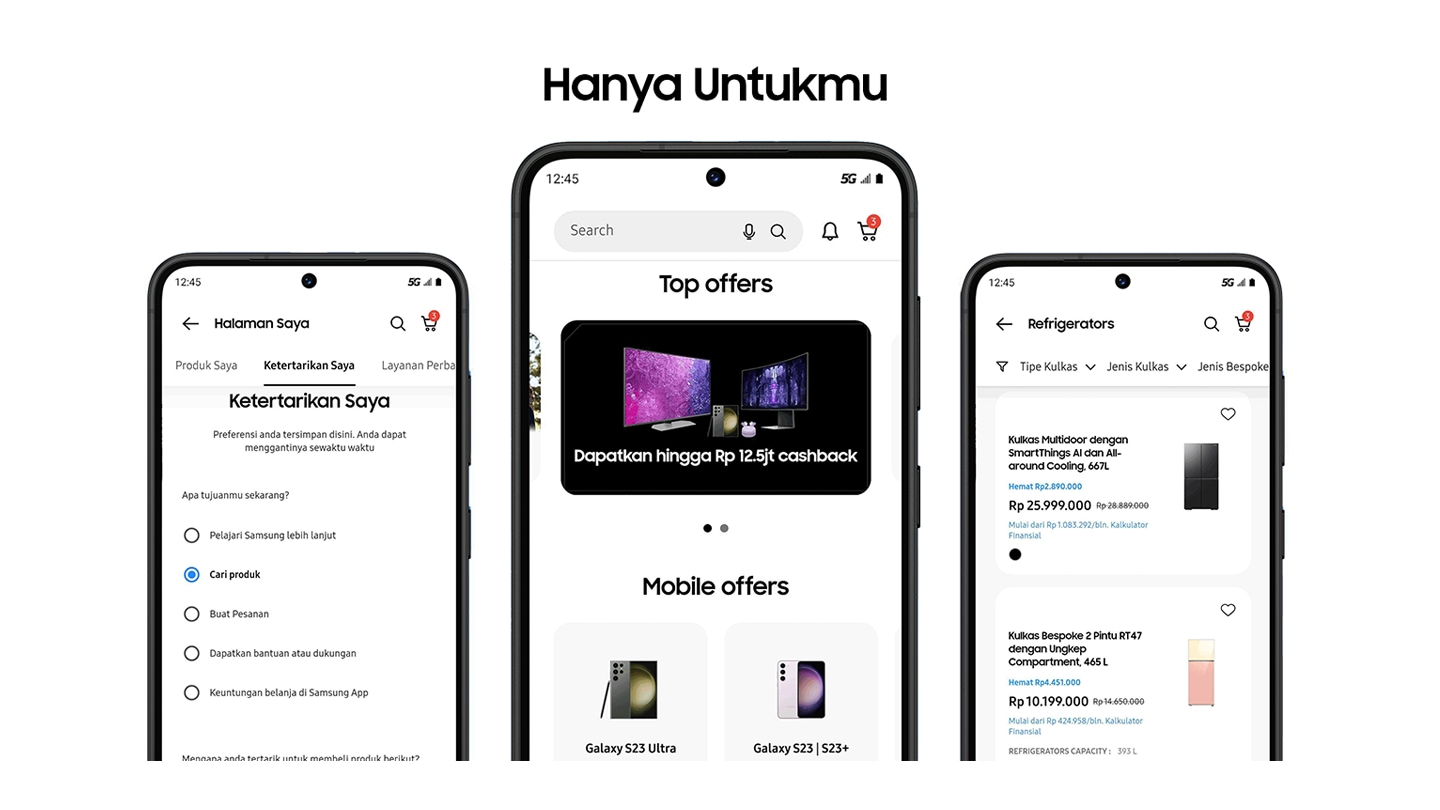 Hanya Untukmu
12:45
5G
Halaman Saya
3
Produk Saya
Ketertarikan Saya
Layanan Perba
Ketertarikan Saya
Preferensi anda tersimpan disini. Anda dapat
menggantinya sewaktu waktu
Apa tujuanmu sekarang?
Pelajari Samsung lebih lanjut
Cari produk
Buat Pesanan
Dapatkan bantuan atau dukungan
Keuntungan belanja di Samsung App
Mengapa anda tertarik untuk membeli produk berikut?
12:45
5G
Search
3
Top offers
Dapatkan hingga Rp 12.5jt cashback
Mobile offers
Galaxy S23 Ultra
Galaxy S23 | S23+
12:45
5G
Refrigerators
3
Tipe Kulkas
Jenis Kulkas
Jenis Bespoke
Kulkas Multidoor dengan
SmartThings AI dan All-
around Cooling, 667L
Hemat Rp2.890.000
Rp 25.999.000 Rp 28.889.000
Mulai dari Rp 1.083.292/bln. Kalkulator
Finansial
Kulkas Bespoke 2 Pintu RT47
dengan Ungkep
Compartment, 465 L
Hemat Rp4.451.000
Rp 10.199.000 Rp 14.650.000
Mulai dari Rp 424.958/bln. Kalkulator
Finansial
REFRIGERATORS CAPACITY : 393 L